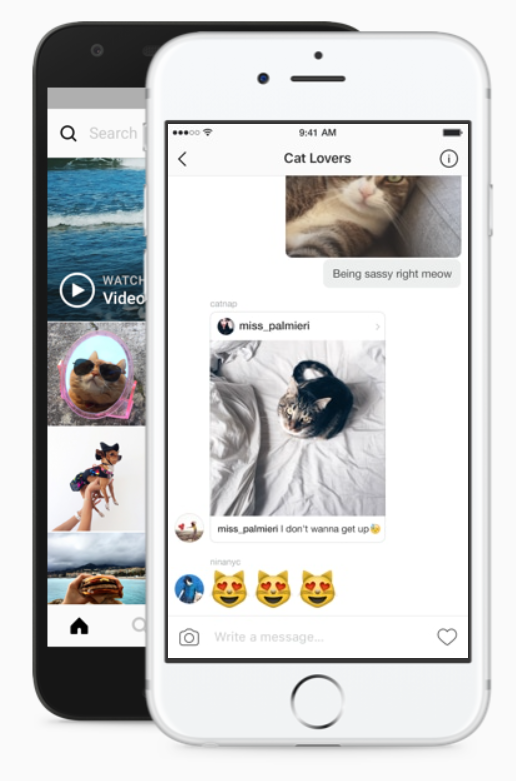 Search
WATCH
Video
9:41 AM
Cat Lovers
Being sassy right meow
catnap
miss_palmieri
miss_palmieri I don't wanna get up
ninanyc
Write a message...